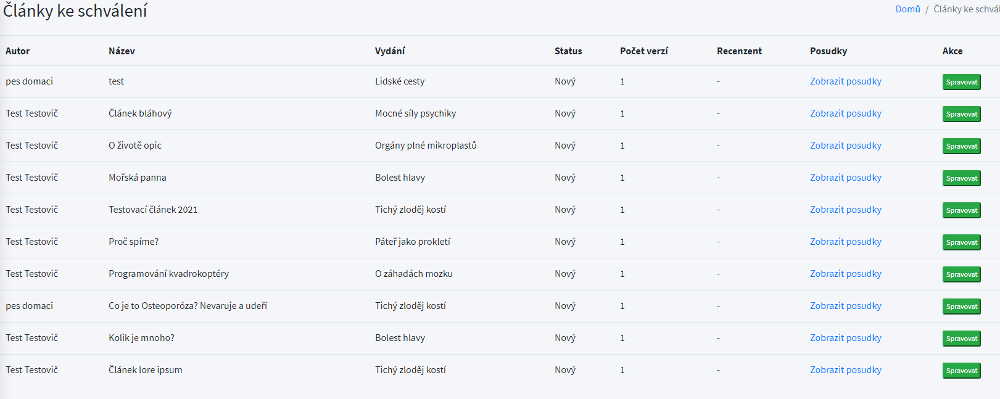 Články ke schválení
Domů / Články ke
Autor Název Vydání Status Počet verzí Recenzent Posudky Akce
pes domaci test Lidské cesty Nový 1 - Zobrazit posudky Spravovat
Test Testovič Článek bláhový Mocné síly psychiky Nový 1 - Zobrazit posudky Spravovat
Test Testovič O životě opic Orgány plné mikroplastů Nový 1 - Zobrazit posudky Spravovat
Test Testovič Mořská panna Bolest hlavy Nový 1 - Zobrazit posudky Spravovat
Test Testovič Testovací článek 2021 Tichý zloděj kostí Nový 1 - Zobrazit posudky Spravovat
Test Testovič Proč spíme? Páteř jako prokletí Nový 1 - Zobrazit posudky Spravovat
Test Testovič Programování kvadrokoptéry O záhadách mozku Nový 1 - Zobrazit posudky Spravovat
pes domaci Co je to Osteoporóza? Nevaruje a udeří Tichý zloděj kostí Nový 1 - Zobrazit posudky Spravovat
Test Testovič Kolik je mnoho? Bolest hlavy Nový 1 - Zobrazit posudky Spravovat
Test Testovič Článek lore ipsum Tichý zloděj kostí Nový 1 - Zobrazit posudky Spravovat